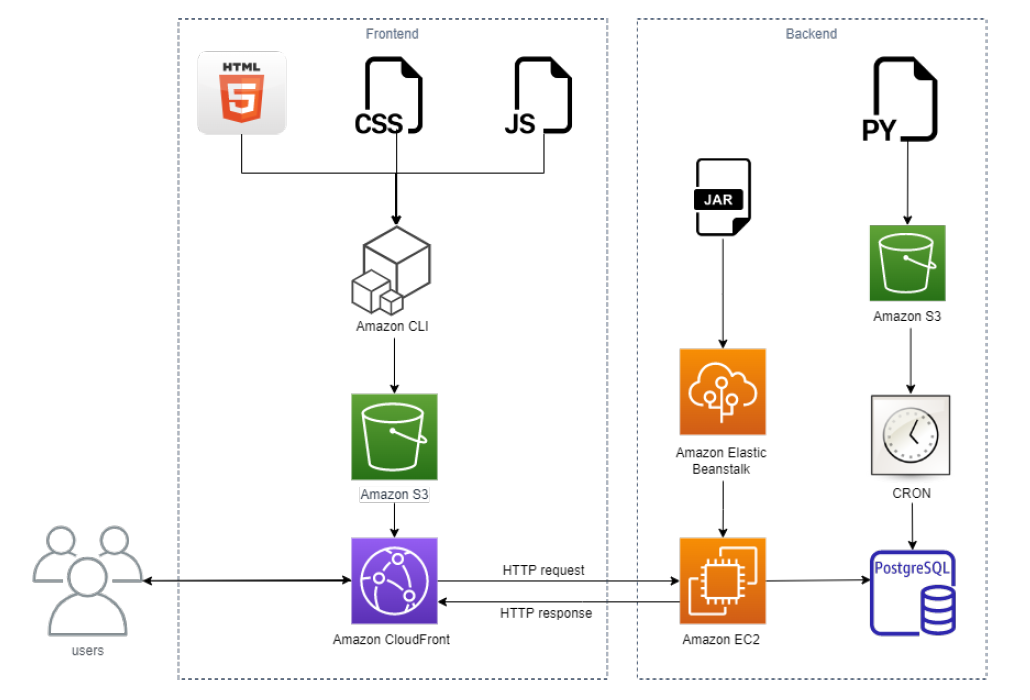 Frontend
Backend
HTML
5
CSS
JS
PY
JAR
Amazon CLI
Amazon S3
Amazon Elastic
Beanstalk
Amazon S3
CRON
PostgreSQL
HTTP request
HTTP response
Amazon CloudFront
Amazon EC2
users